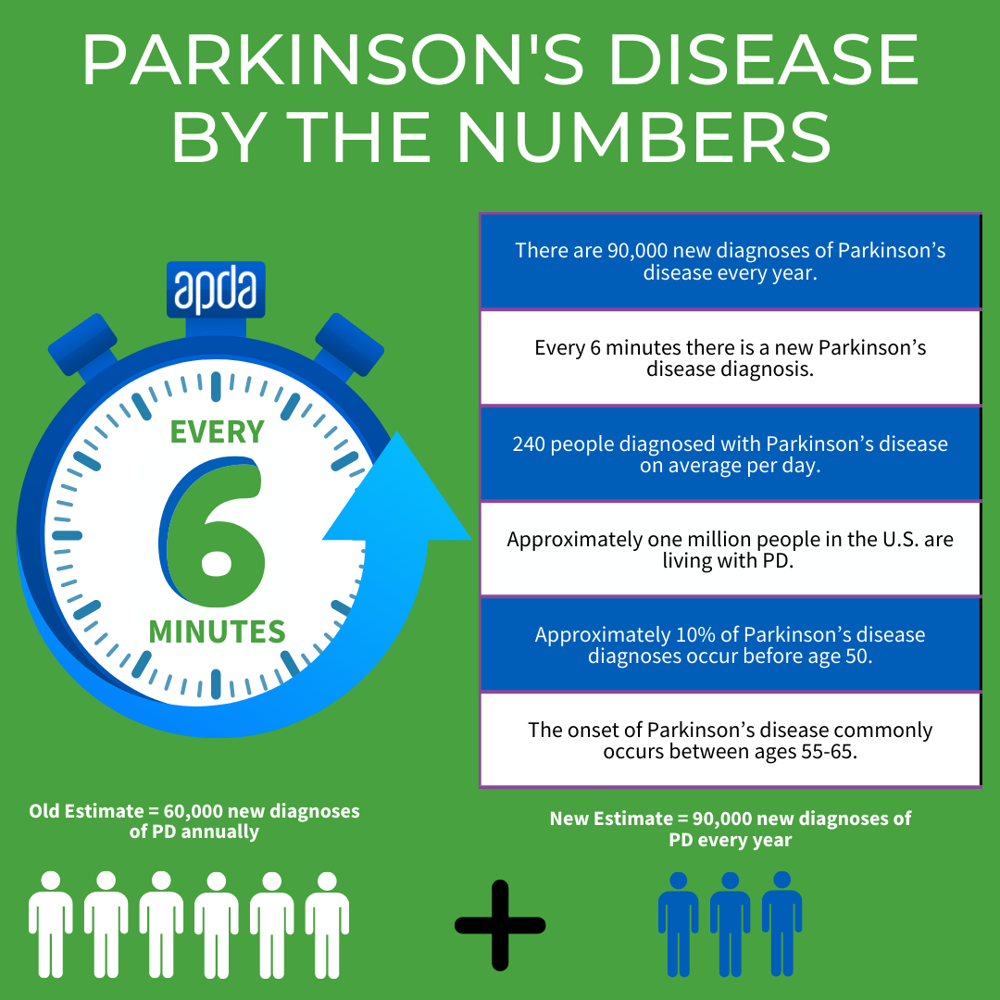 PARKINSON'S DISEASE
BY THE NUMBERS
apda
EVERY
6
MINUTES
There are 90,000 new diagnoses of Parkinson’s
disease every year.
Every 6 minutes there is a new Parkinson’s
disease diagnosis.
240 people diagnosed with Parkinson’s disease
on average per day.
Approximately one million people in the U.S. are
living with PD.
Approximately 10% of Parkinson’s disease
diagnoses occur before age 50.
The onset of Parkinson’s disease commonly
occurs between ages 55-65.
Old Estimate = 60,000 new diagnoses
of PD annually
New Estimate = 90,000 new diagnoses of
PD every year